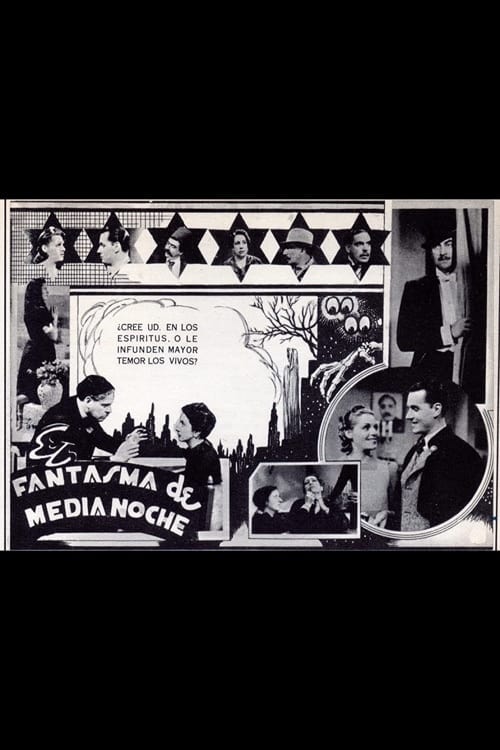 ¿CREE UD. EN LOS
ESPIRITUS, O LE
INFUNDEN MAYOR
TEMOR LOS VIVOS?
EL
FANTASMA de
MEDIA NOCHE